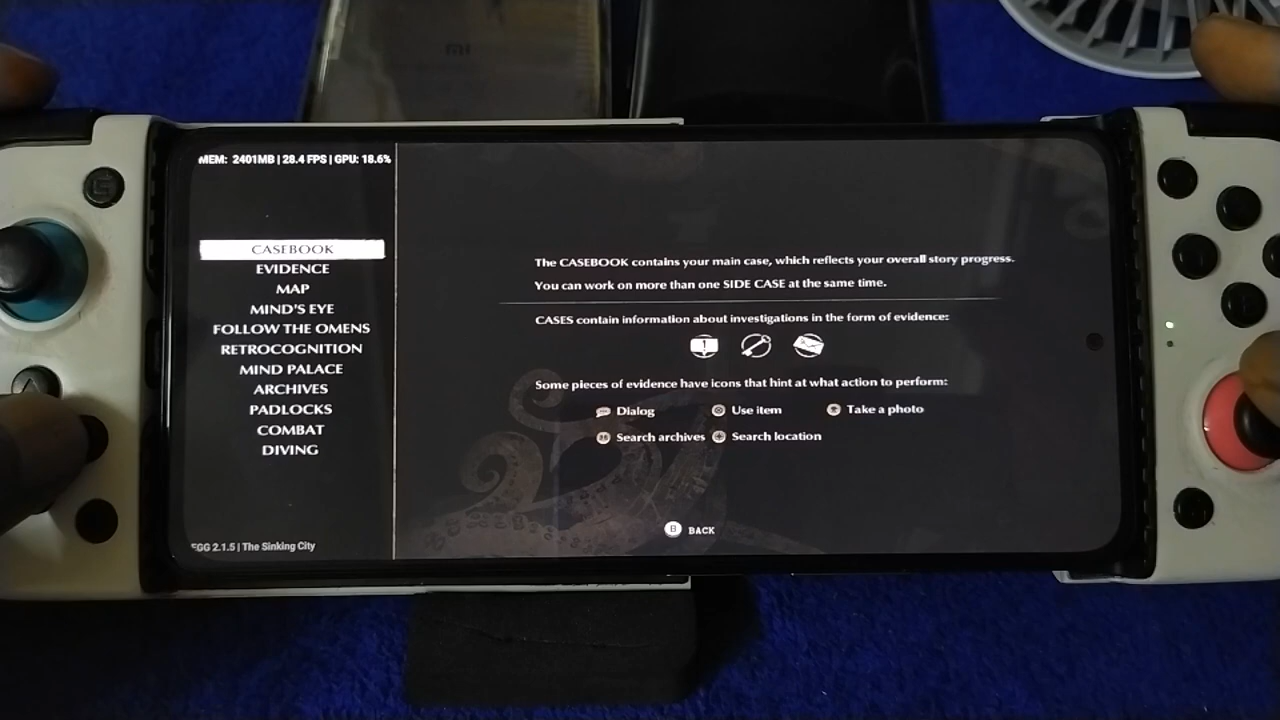 MI
MEM: 2401MB | 28.4 FPS | GPU: 18.6%
CASEBOOK
EVIDENCE
MAP
MIND'S EYE
FOLLOW THE OMENS
RETROCOGNITION
MIND PALACE
ARCHIVES
PADLOCKS
COMBAT
DIVING
EGG 2.1.5 | The Sinking City
The CASEBOOK contains your main case, which reflects your overall story progress.
You can work on more than one SIDE CASE at the same time.
CASES contain information about investigations in the form of evidence:
!
Some pieces of evidence have icons that hint at what action to perform:
Dialog Use item Take a photo
Search archives Search location
B BACK